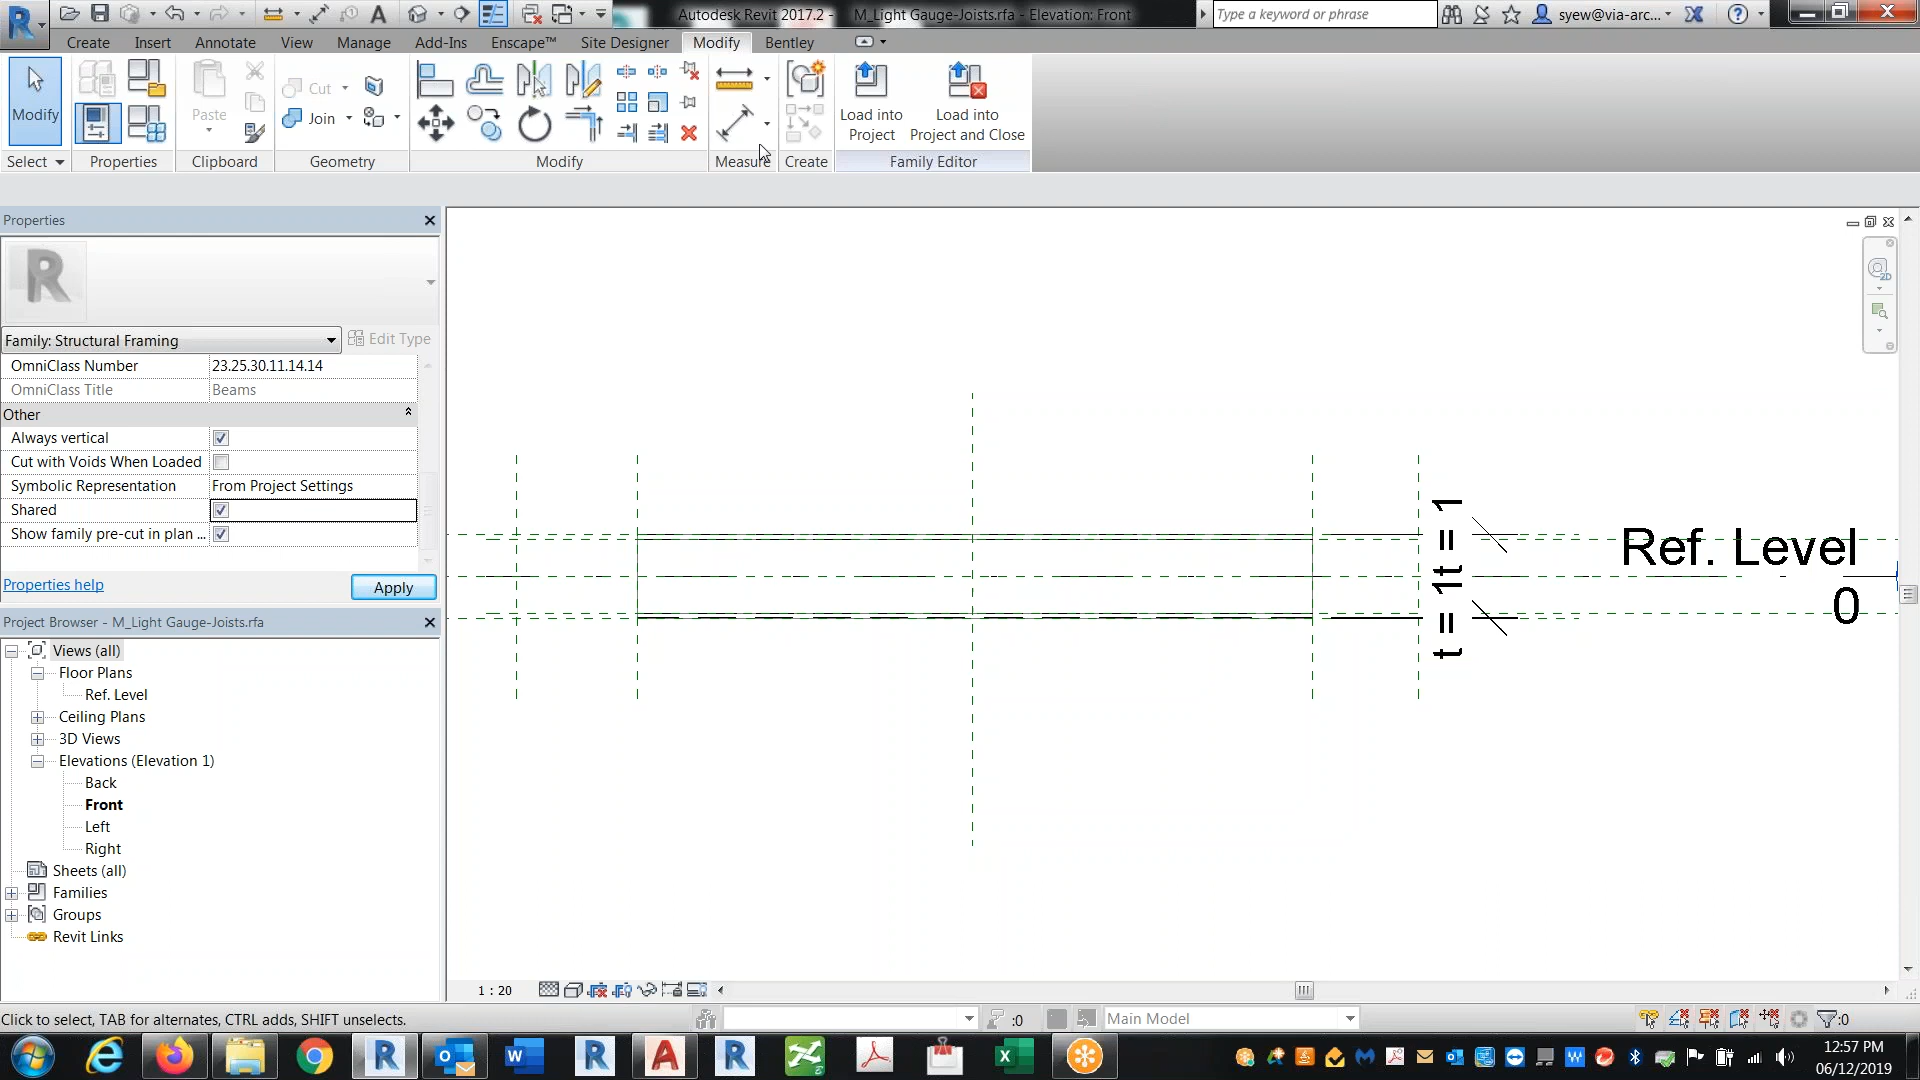 Autodesk Revit 2017.2 - M_Light Gauge-Joists.rfa - Elevation: Front
Type a keyword or phrase
syew@via-arc...
Create Insert Annotate View Manage Add-Ins Enscape™ Site Designer Modify Bentley
Modify
Paste
Cut
Join
Load into Project
Load into Project and Close
Select Properties Clipboard Geometry Modify Measure Create Family Editor
Properties
Family: Structural Framing
Edit Type
OmniClass Number 23.25.30.11.14.14
OmniClass Title Beams
Other
Always vertical
Cut with Voids When Loaded
Symbolic Representation From Project Settings
Shared
Show family pre-cut in plan ...
Properties help
Apply
Project Browser - M_Light Gauge-Joists.rfa
Views (all)
Floor Plans
Ref. Level
Ceiling Plans
3D Views
Elevations (Elevation 1)
Back
Front
Left
Right
Sheets (all)
Families
Groups
Revit Links
t = 1
t = 1
Ref. Level
0
2D
1 : 20
Click to select, TAB for alternates, CTRL adds, SHIFT unselects.
:0
Main Model
:0
12:57 PM
06/12/2019